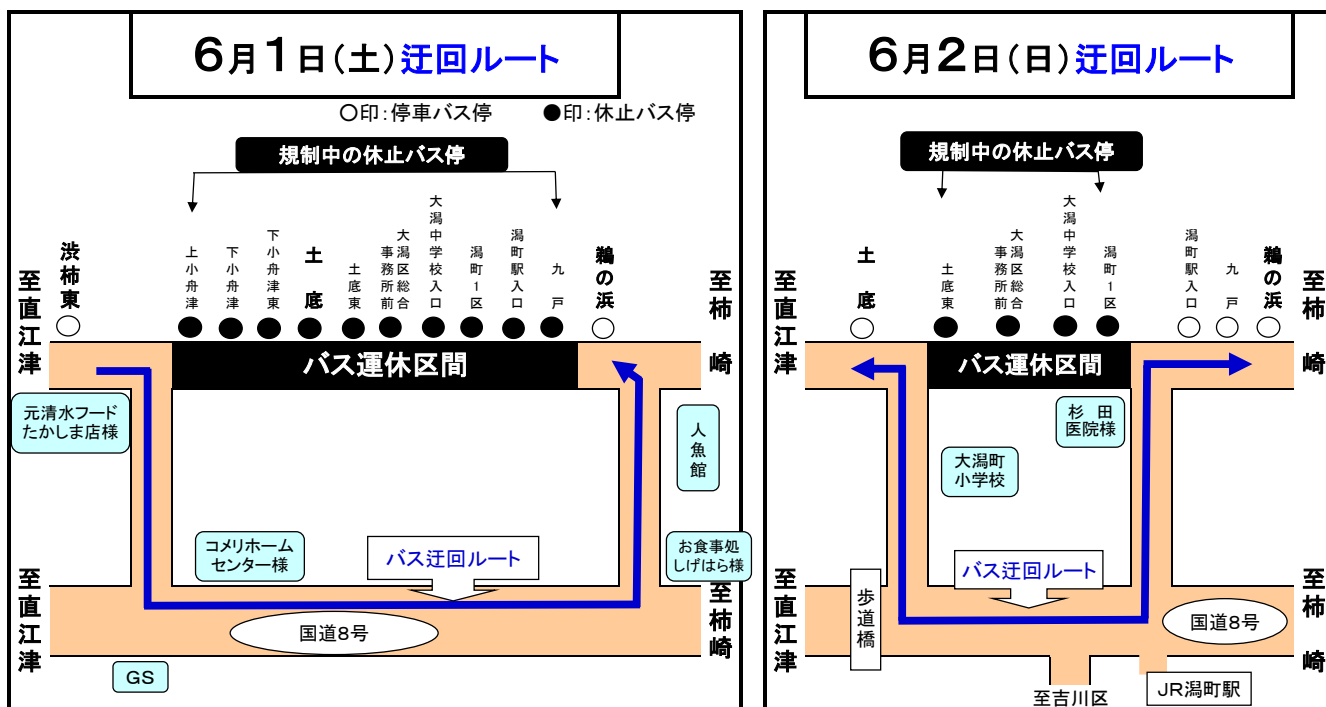 6月1日(土)迂回ルート
○印:停車バス停 ●印:休止バス停
規制中の休止バス停
渋柿東
上小舟津
下小舟津
下小舟津東
土底
土底東
大潟区総合
事務所前
大潟中学校入口
潟町1区
潟町駅入口
九戸
鵜の浜
至直江津
至柿崎
バス運休区間
元清水フード
たかしま店様
人魚館
コメリホーム
センター様
バス迂回ルート
お食事処
しげはら様
至直江津
至柿崎
国道8号
GS
6月2日(日)迂回ルート
規制中の休止バス停
土底
土底東
大潟区総合
事務所前
大潟中学校入口
潟町1区
潟町駅入口
九戸
鵜の浜
至直江津
至柿崎
バス運休区間
杉田
医院様
大潟町
小学校
バス迂回ルート
至直江津
歩道橋
至柿崎
国道8号
至吉川区
JR潟町駅